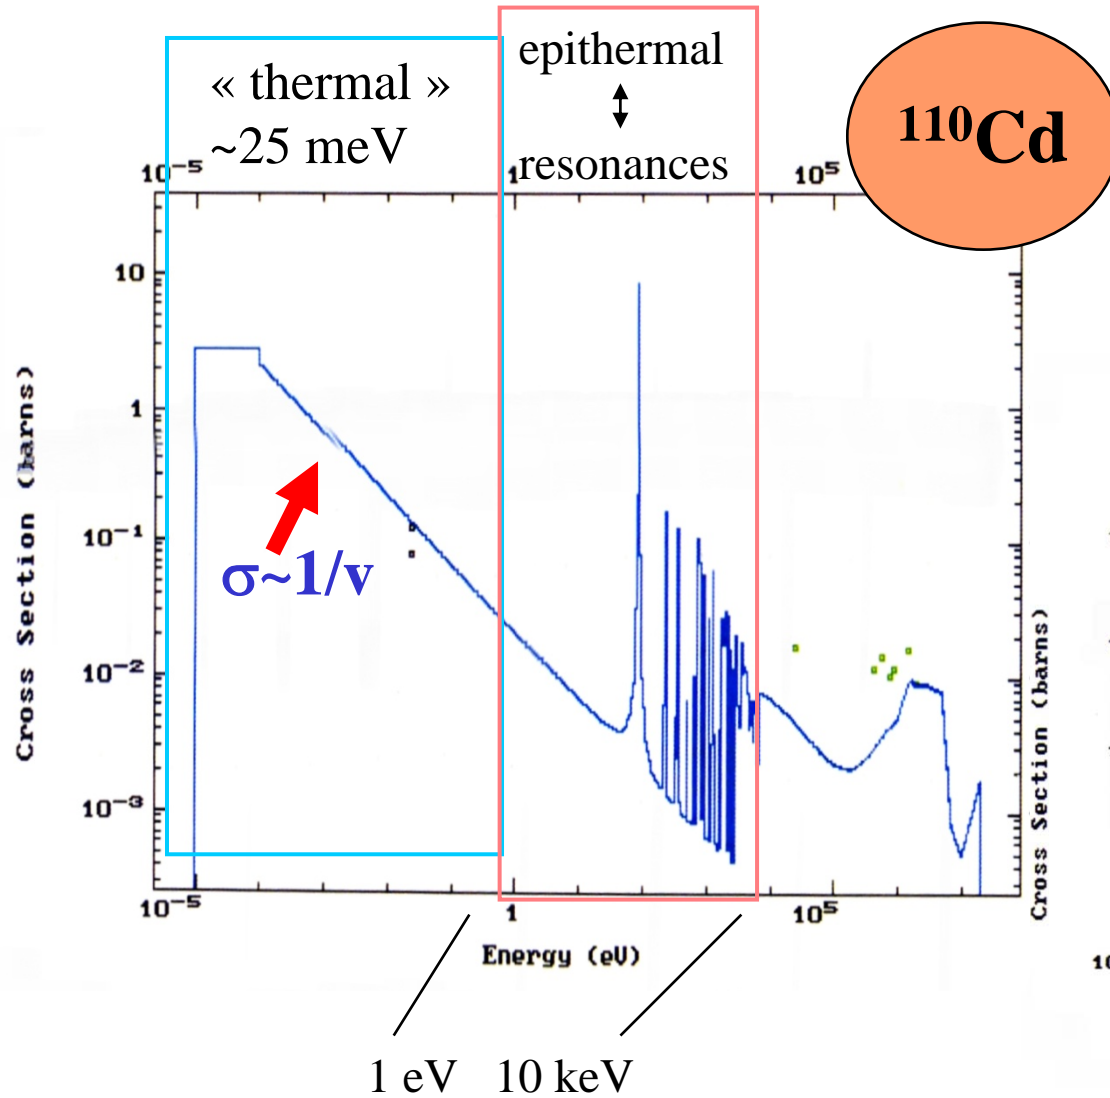 « thermal »
~25 meV
epithermal
resonances
¹¹⁰Cd
10⁻⁵
1
10⁵
10
1
10⁻¹
10⁻²
10⁻³
Cross Section (barns)
σ~1/v
Cross Section (barns)
10⁻⁵
1
10⁵
Energy (eV)
10
1 eV
10 keV